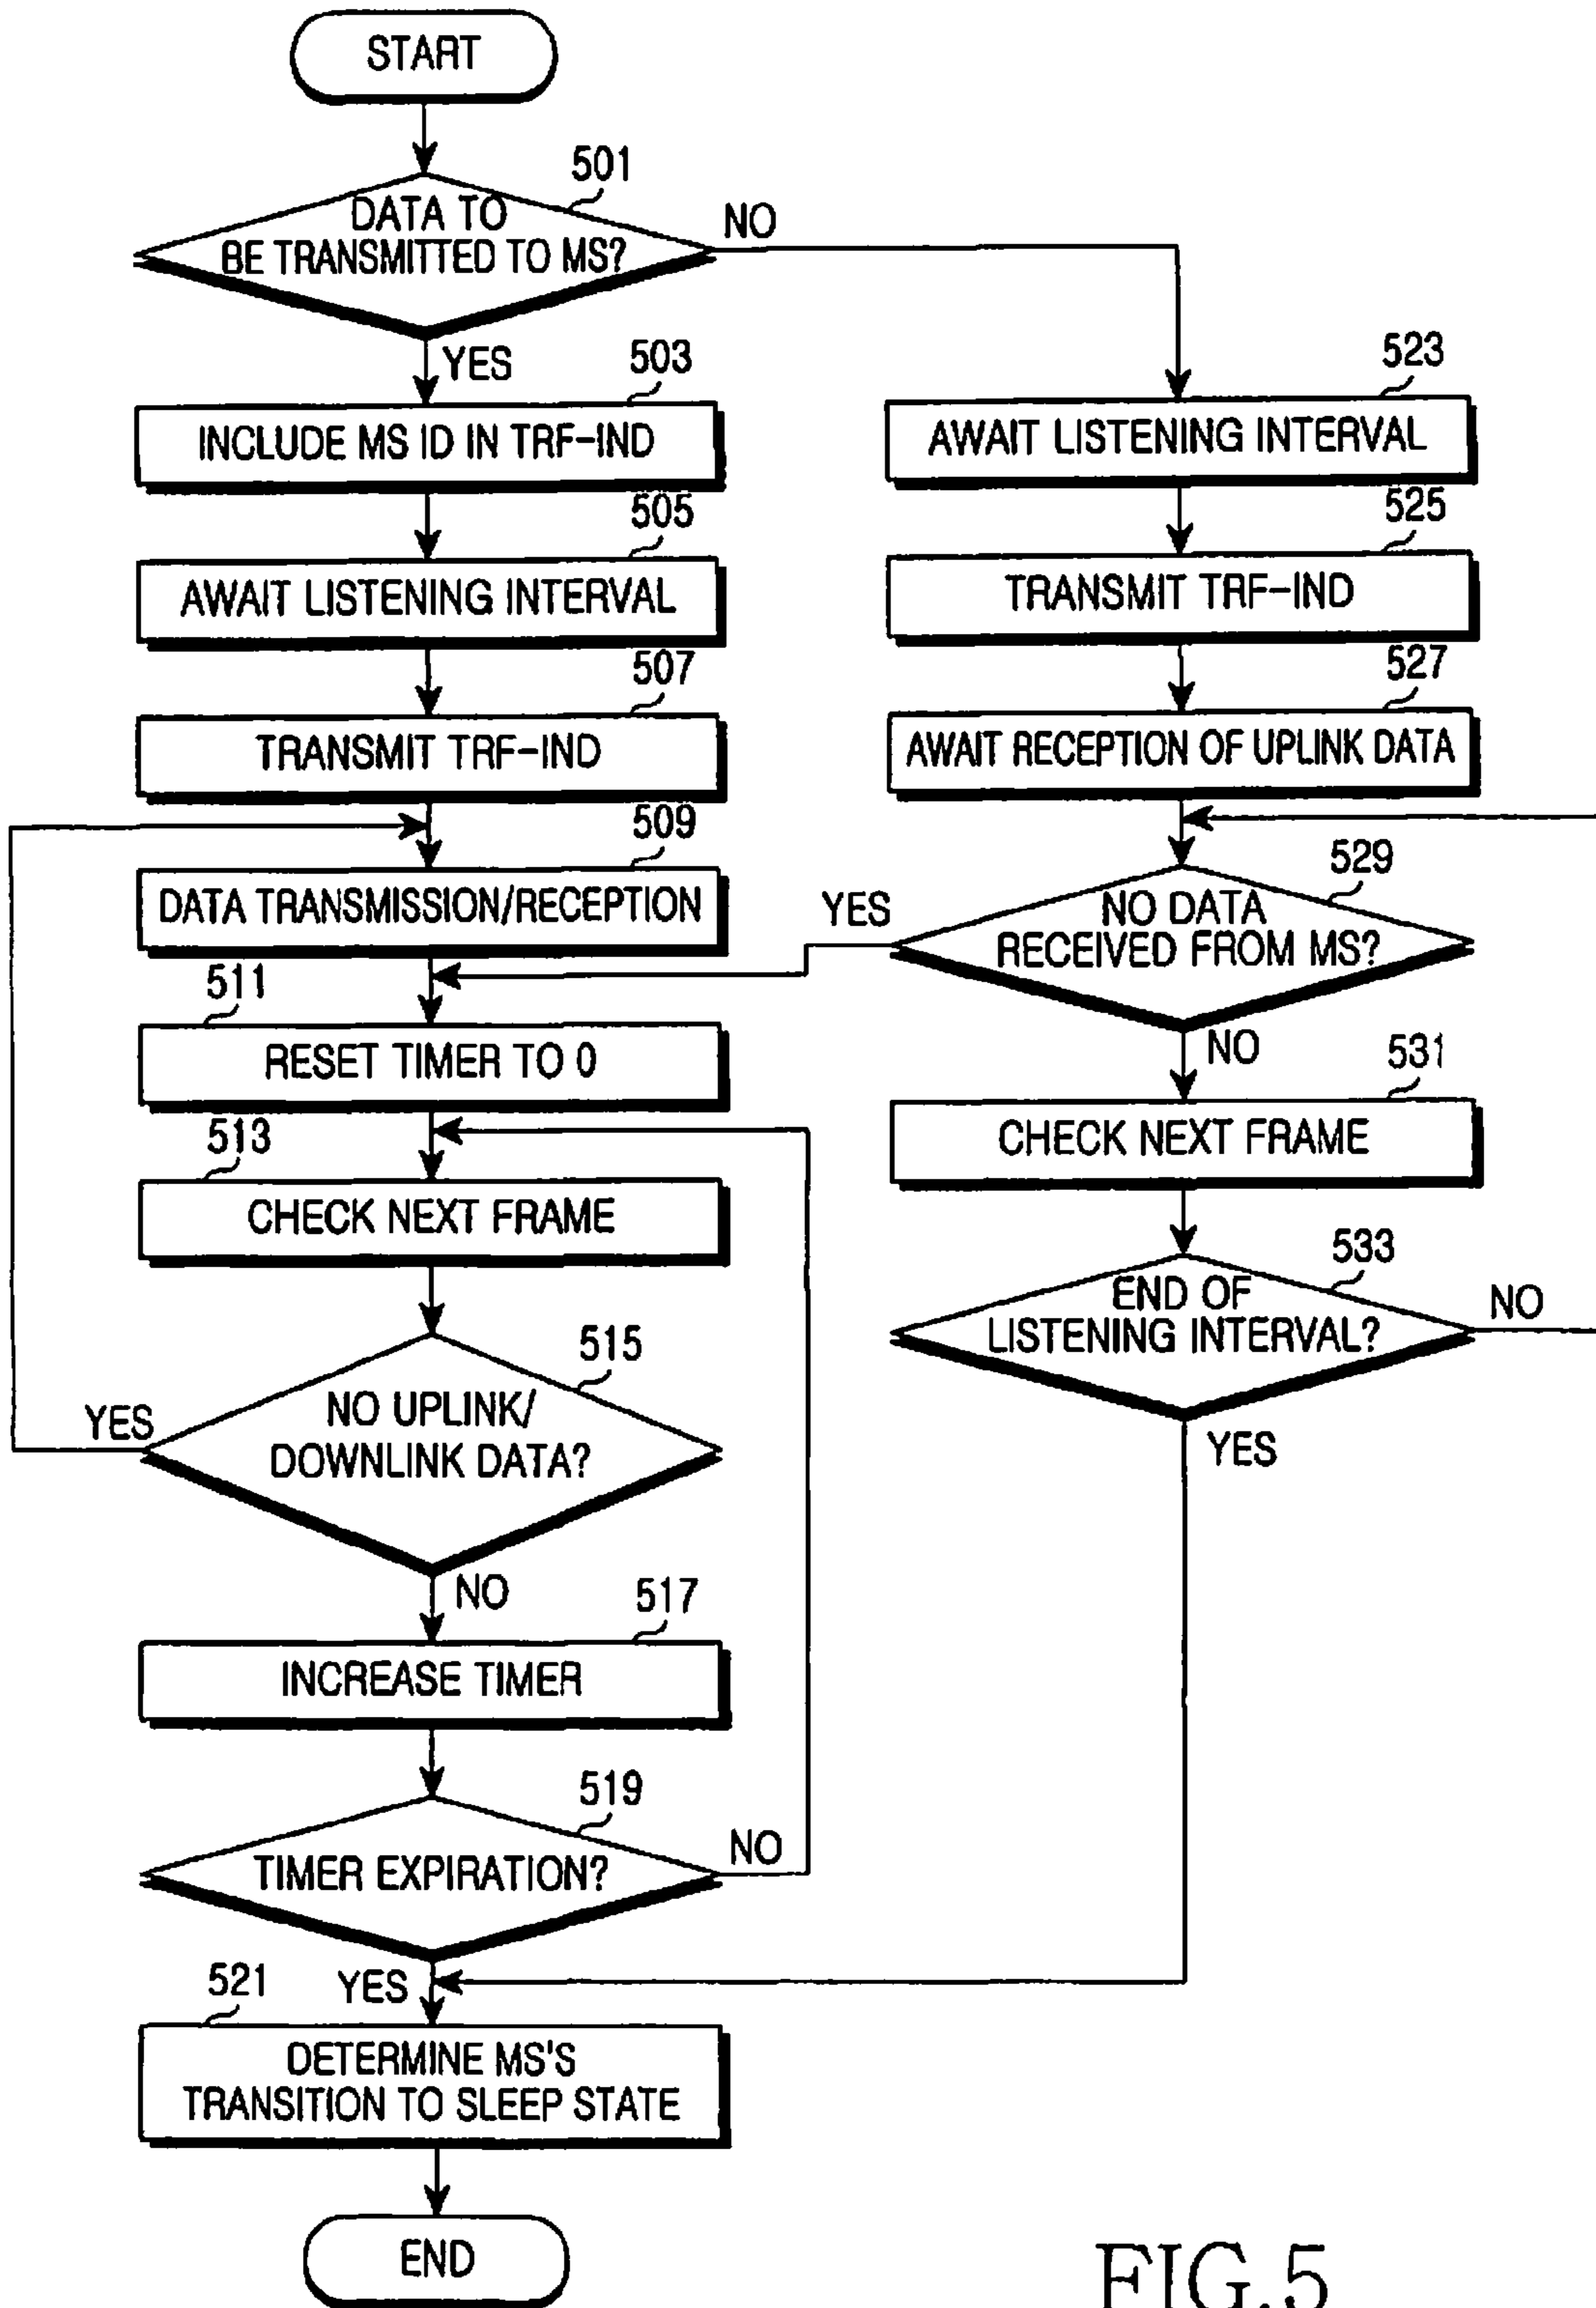 START
501
DATA TO
BE TRANSMITTED TO MS?
NO
YES
503
INCLUDE MS ID IN TRF-IND
505
AWAIT LISTENING INTERVAL
507
TRANSMIT TRF-IND
509
DATA TRANSMISSION/RECEPTION
511
RESET TIMER TO 0
513
CHECK NEXT FRAME
515
NO UPLINK/
DOWNLINK DATA?
YES
NO
517
INCREASE TIMER
519
TIMER EXPIRATION?
NO
YES
521
DETERMINE MS'S
TRANSITION TO SLEEP STATE
END
523
AWAIT LISTENING INTERVAL
525
TRANSMIT TRF-IND
527
AWAIT RECEPTION OF UPLINK DATA
529
NO DATA
RECEIVED FROM MS?
YES
NO
531
CHECK NEXT FRAME
533
END OF
LISTENING INTERVAL?
NO
YES
FIG.5